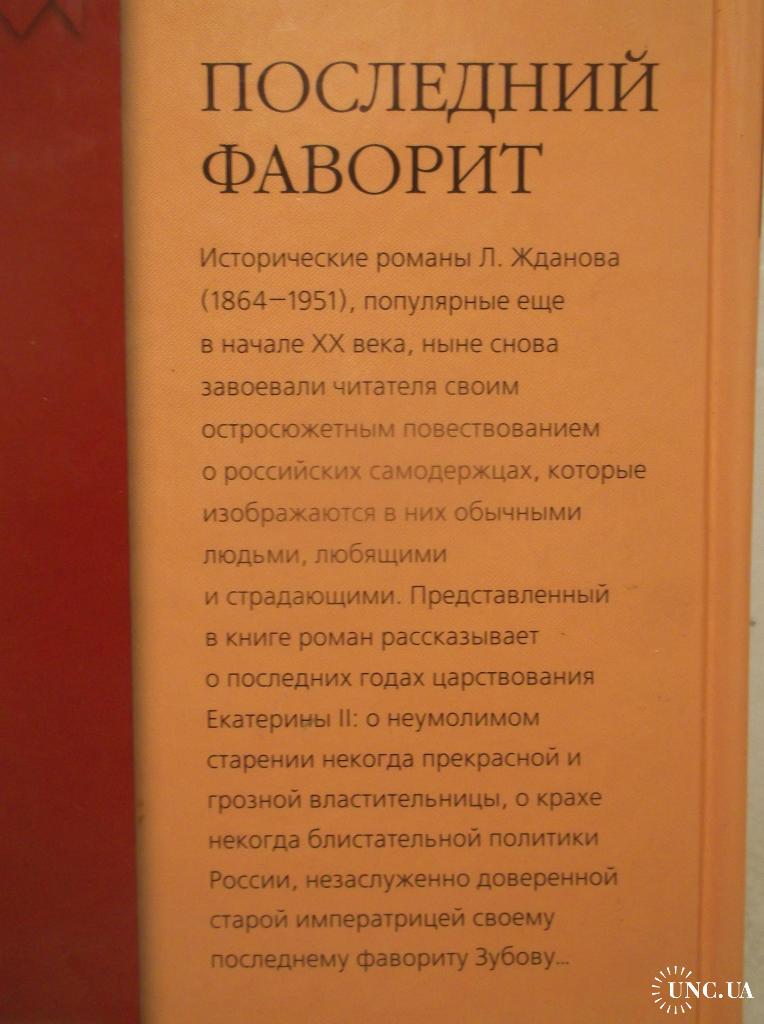 ПОСЛЕДНИЙ
ФАВОРИТ
Исторические романы Л. Жданова
(1864—1951), популярные еще
в начале XX века, ныне снова
завоевали читателя своим
остросюжетным повествованием
о российских самодержцах, которые
изображаются в них обычными
людьми, любящими
и страдающими. Представленный
в книге роман рассказывает
о последних годах царствования
Екатерины II: о неумолимом
старении некогда прекрасной и
грозной властительницы, о крахе
некогда блистательной политики
России, незаслуженно доверенной
старой императрицей своему
последнему фавориту Зубову...
UNC.UA